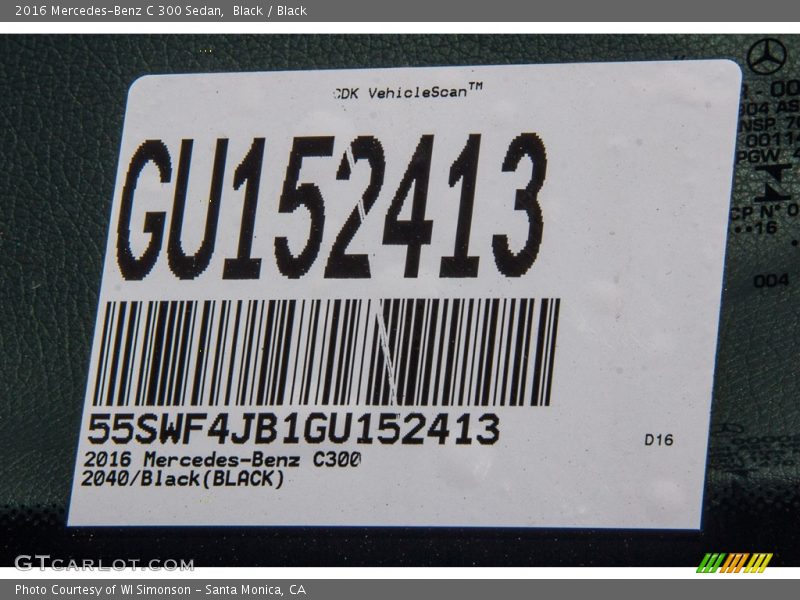 2016 Mercedes-Benz C 300 Sedan,  Black / Black
CDK VehicleScan™
GU152413
55SWF4JB1GU152413
2016 Mercedes-Benz C300
2040/Black(BLACK)
D16
004
GTCARLOT.COM
Photo Courtesy of WI Simonson - Santa Monica, CA